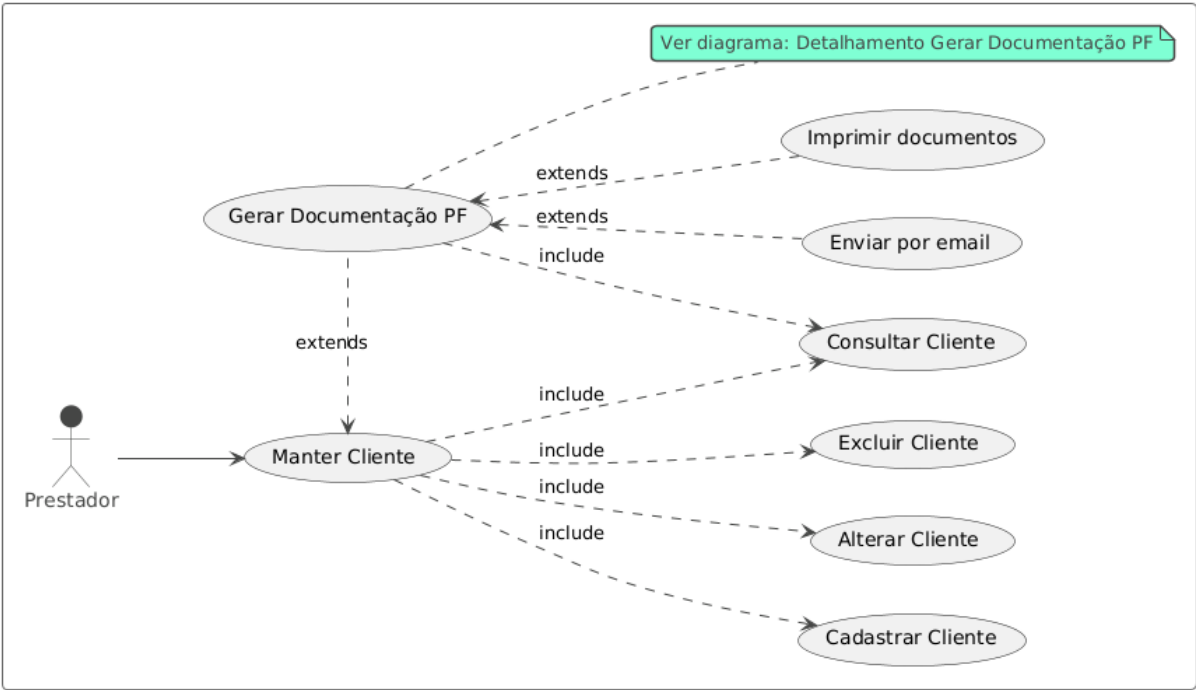 Ver diagrama: Detalhamento Gerar Documentação PF
Imprimir documentos
extends
Gerar Documentação PF
extends
Enviar por email
include
extends
Consultar Cliente
include
Prestador
Manter Cliente
include
Excluir Cliente
include
Alterar Cliente
include
Cadastrar Cliente